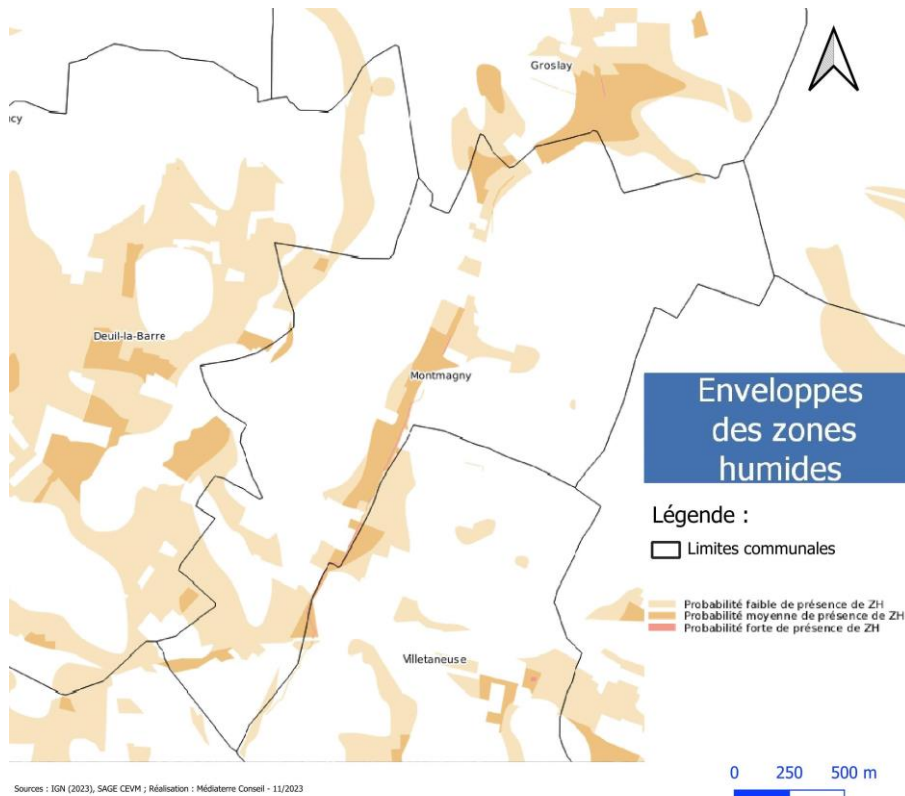 Groslay
ncy
Deuil-la-Barre
Montmagny
Enveloppes
des zones
humides
Légende :
Limites communales
Probabilité faible de présence de ZH
Probabilité moyenne de présence de ZH
Probabilité forte de présence de ZH
Villetaneuse
0 250 500 m
Sources : IGN (2023), SAGE CEVM ; Réalisation : Médiaterre Conseil - 11/2023